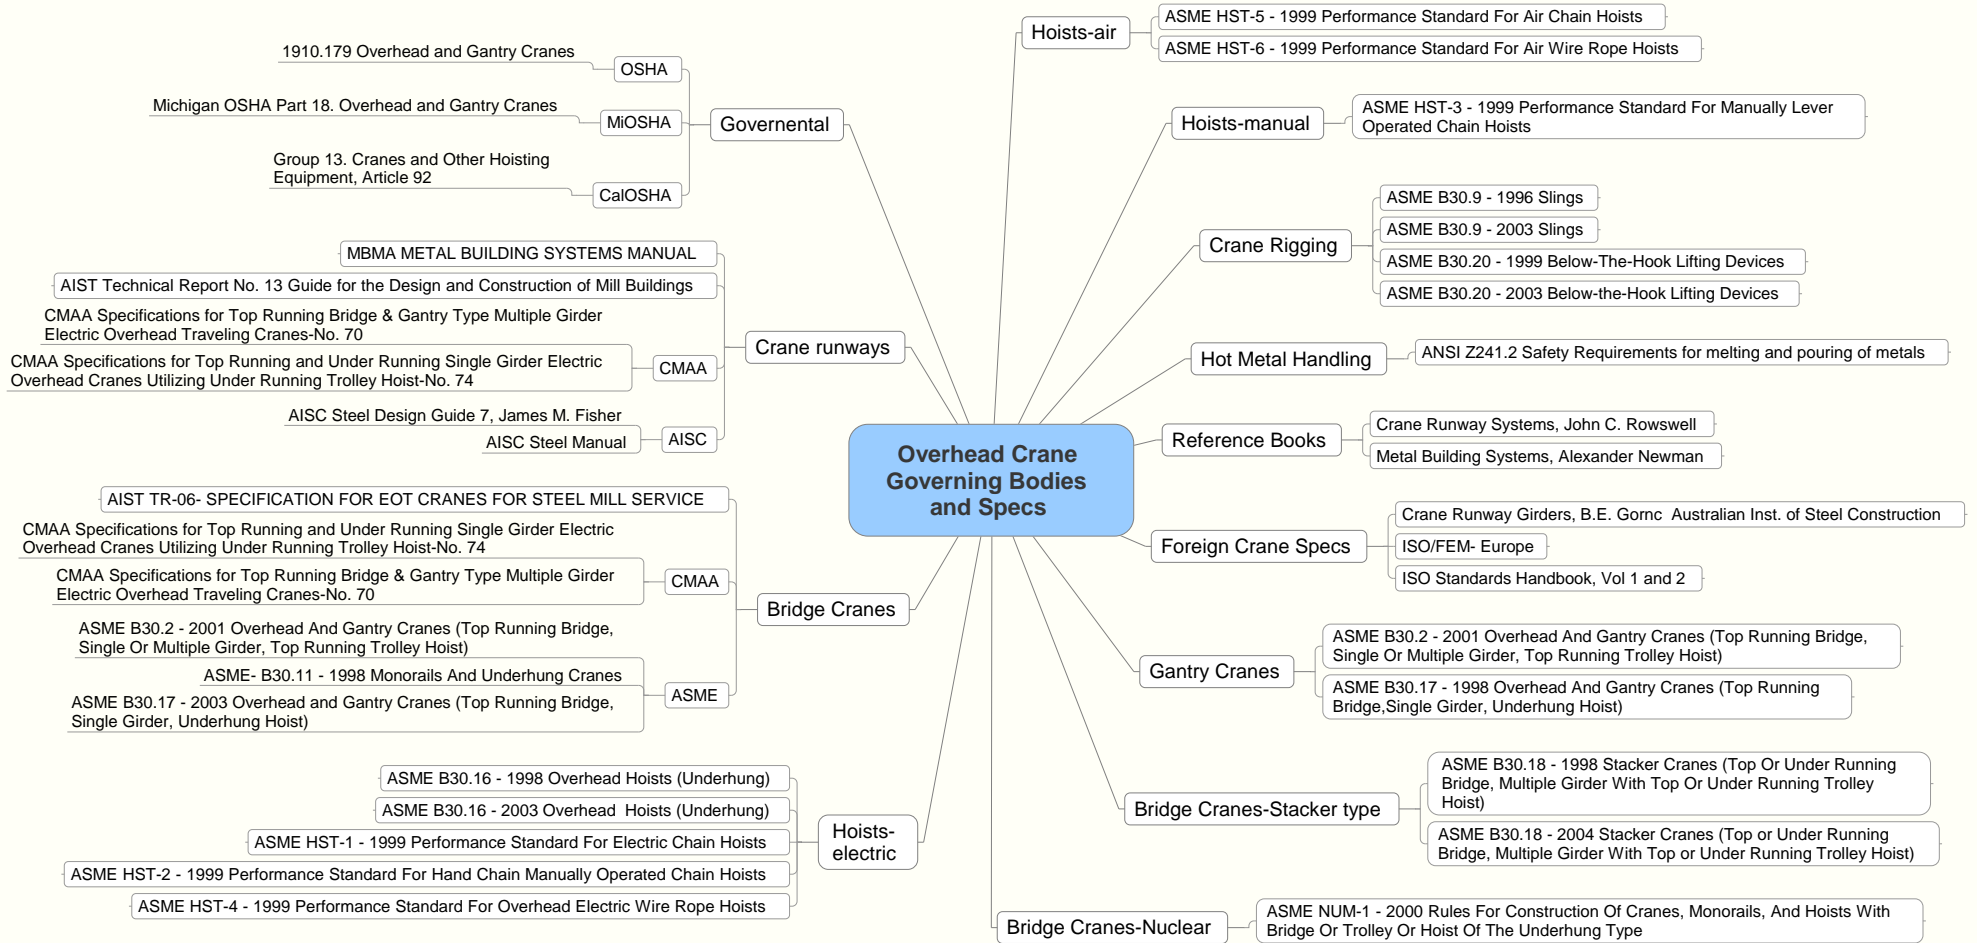 Overhead Crane
Governing Bodies
and Specs
Hoists-air
ASME HST-5 - 1999 Performance Standard For Air Chain Hoists
ASME HST-6 - 1999 Performance Standard For Air Wire Rope Hoists
Hoists-manual
ASME HST-3 - 1999 Performance Standard For Manually Lever
Operated Chain Hoists
Crane Rigging
ASME B30.9 - 1996 Slings
ASME B30.9 - 2003 Slings
ASME B30.20 - 1999 Below-The-Hook Lifting Devices
ASME B30.20 - 2003 Below-the-Hook Lifting Devices
Hot Metal Handling
ANSI Z241.2 Safety Requirements for melting and pouring of metals
Reference Books
Crane Runway Systems, John C. Rowswell
Metal Building Systems, Alexander Newman
Foreign Crane Specs
Crane Runway Girders, B.E. Gornc  Australian Inst. of Steel Construction
ISO/FEM- Europe
ISO Standards Handbook, Vol 1 and 2
Gantry Cranes
ASME B30.2 - 2001 Overhead And Gantry Cranes (Top Running Bridge,
Single Or Multiple Girder, Top Running Trolley Hoist)
ASME B30.17 - 1998 Overhead And Gantry Cranes (Top Running
Bridge,Single Girder, Underhung Hoist)
Bridge Cranes-Stacker type
ASME B30.18 - 1998 Stacker Cranes (Top Or Under Running
Bridge, Multiple Girder With Top Or Under Running Trolley
Hoist)
ASME B30.18 - 2004 Stacker Cranes (Top or Under Running
Bridge, Multiple Girder With Top or Under Running Trolley Hoist)
Bridge Cranes-Nuclear
ASME NUM-1 - 2000 Rules For Construction Of Cranes, Monorails, And Hoists With
Bridge Or Trolley Or Hoist Of The Underhung Type
Governental
OSHA
1910.179 Overhead and Gantry Cranes
MiOSHA
Michigan OSHA Part 18. Overhead and Gantry Cranes
CalOSHA
Group 13. Cranes and Other Hoisting
Equipment, Article 92
Crane runways
MBMA METAL BUILDING SYSTEMS MANUAL
AIST Technical Report No. 13 Guide for the Design and Construction of Mill Buildings
CMAA
CMAA Specifications for Top Running Bridge & Gantry Type Multiple Girder
Electric Overhead Traveling Cranes-No. 70
CMAA Specifications for Top Running and Under Running Single Girder Electric
Overhead Cranes Utilizing Under Running Trolley Hoist-No. 74
AISC
AISC Steel Design Guide 7, James M. Fisher
AISC Steel Manual
Bridge Cranes
AIST TR-06- SPECIFICATION FOR EOT CRANES FOR STEEL MILL SERVICE
CMAA
CMAA Specifications for Top Running and Under Running Single Girder Electric
Overhead Cranes Utilizing Under Running Trolley Hoist-No. 74
CMAA Specifications for Top Running Bridge & Gantry Type Multiple Girder
Electric Overhead Traveling Cranes-No. 70
ASME
ASME B30.2 - 2001 Overhead And Gantry Cranes (Top Running Bridge,
Single Or Multiple Girder, Top Running Trolley Hoist)
ASME- B30.11 - 1998 Monorails And Underhung Cranes
ASME B30.17 - 2003 Overhead and Gantry Cranes (Top Running Bridge,
Single Girder, Underhung Hoist)
Hoists-
electric
ASME B30.16 - 1998 Overhead Hoists (Underhung)
ASME B30.16 - 2003 Overhead  Hoists (Underhung)
ASME HST-1 - 1999 Performance Standard For Electric Chain Hoists
ASME HST-2 - 1999 Performance Standard For Hand Chain Manually Operated Chain Hoists
ASME HST-4 - 1999 Performance Standard For Overhead Electric Wire Rope Hoists